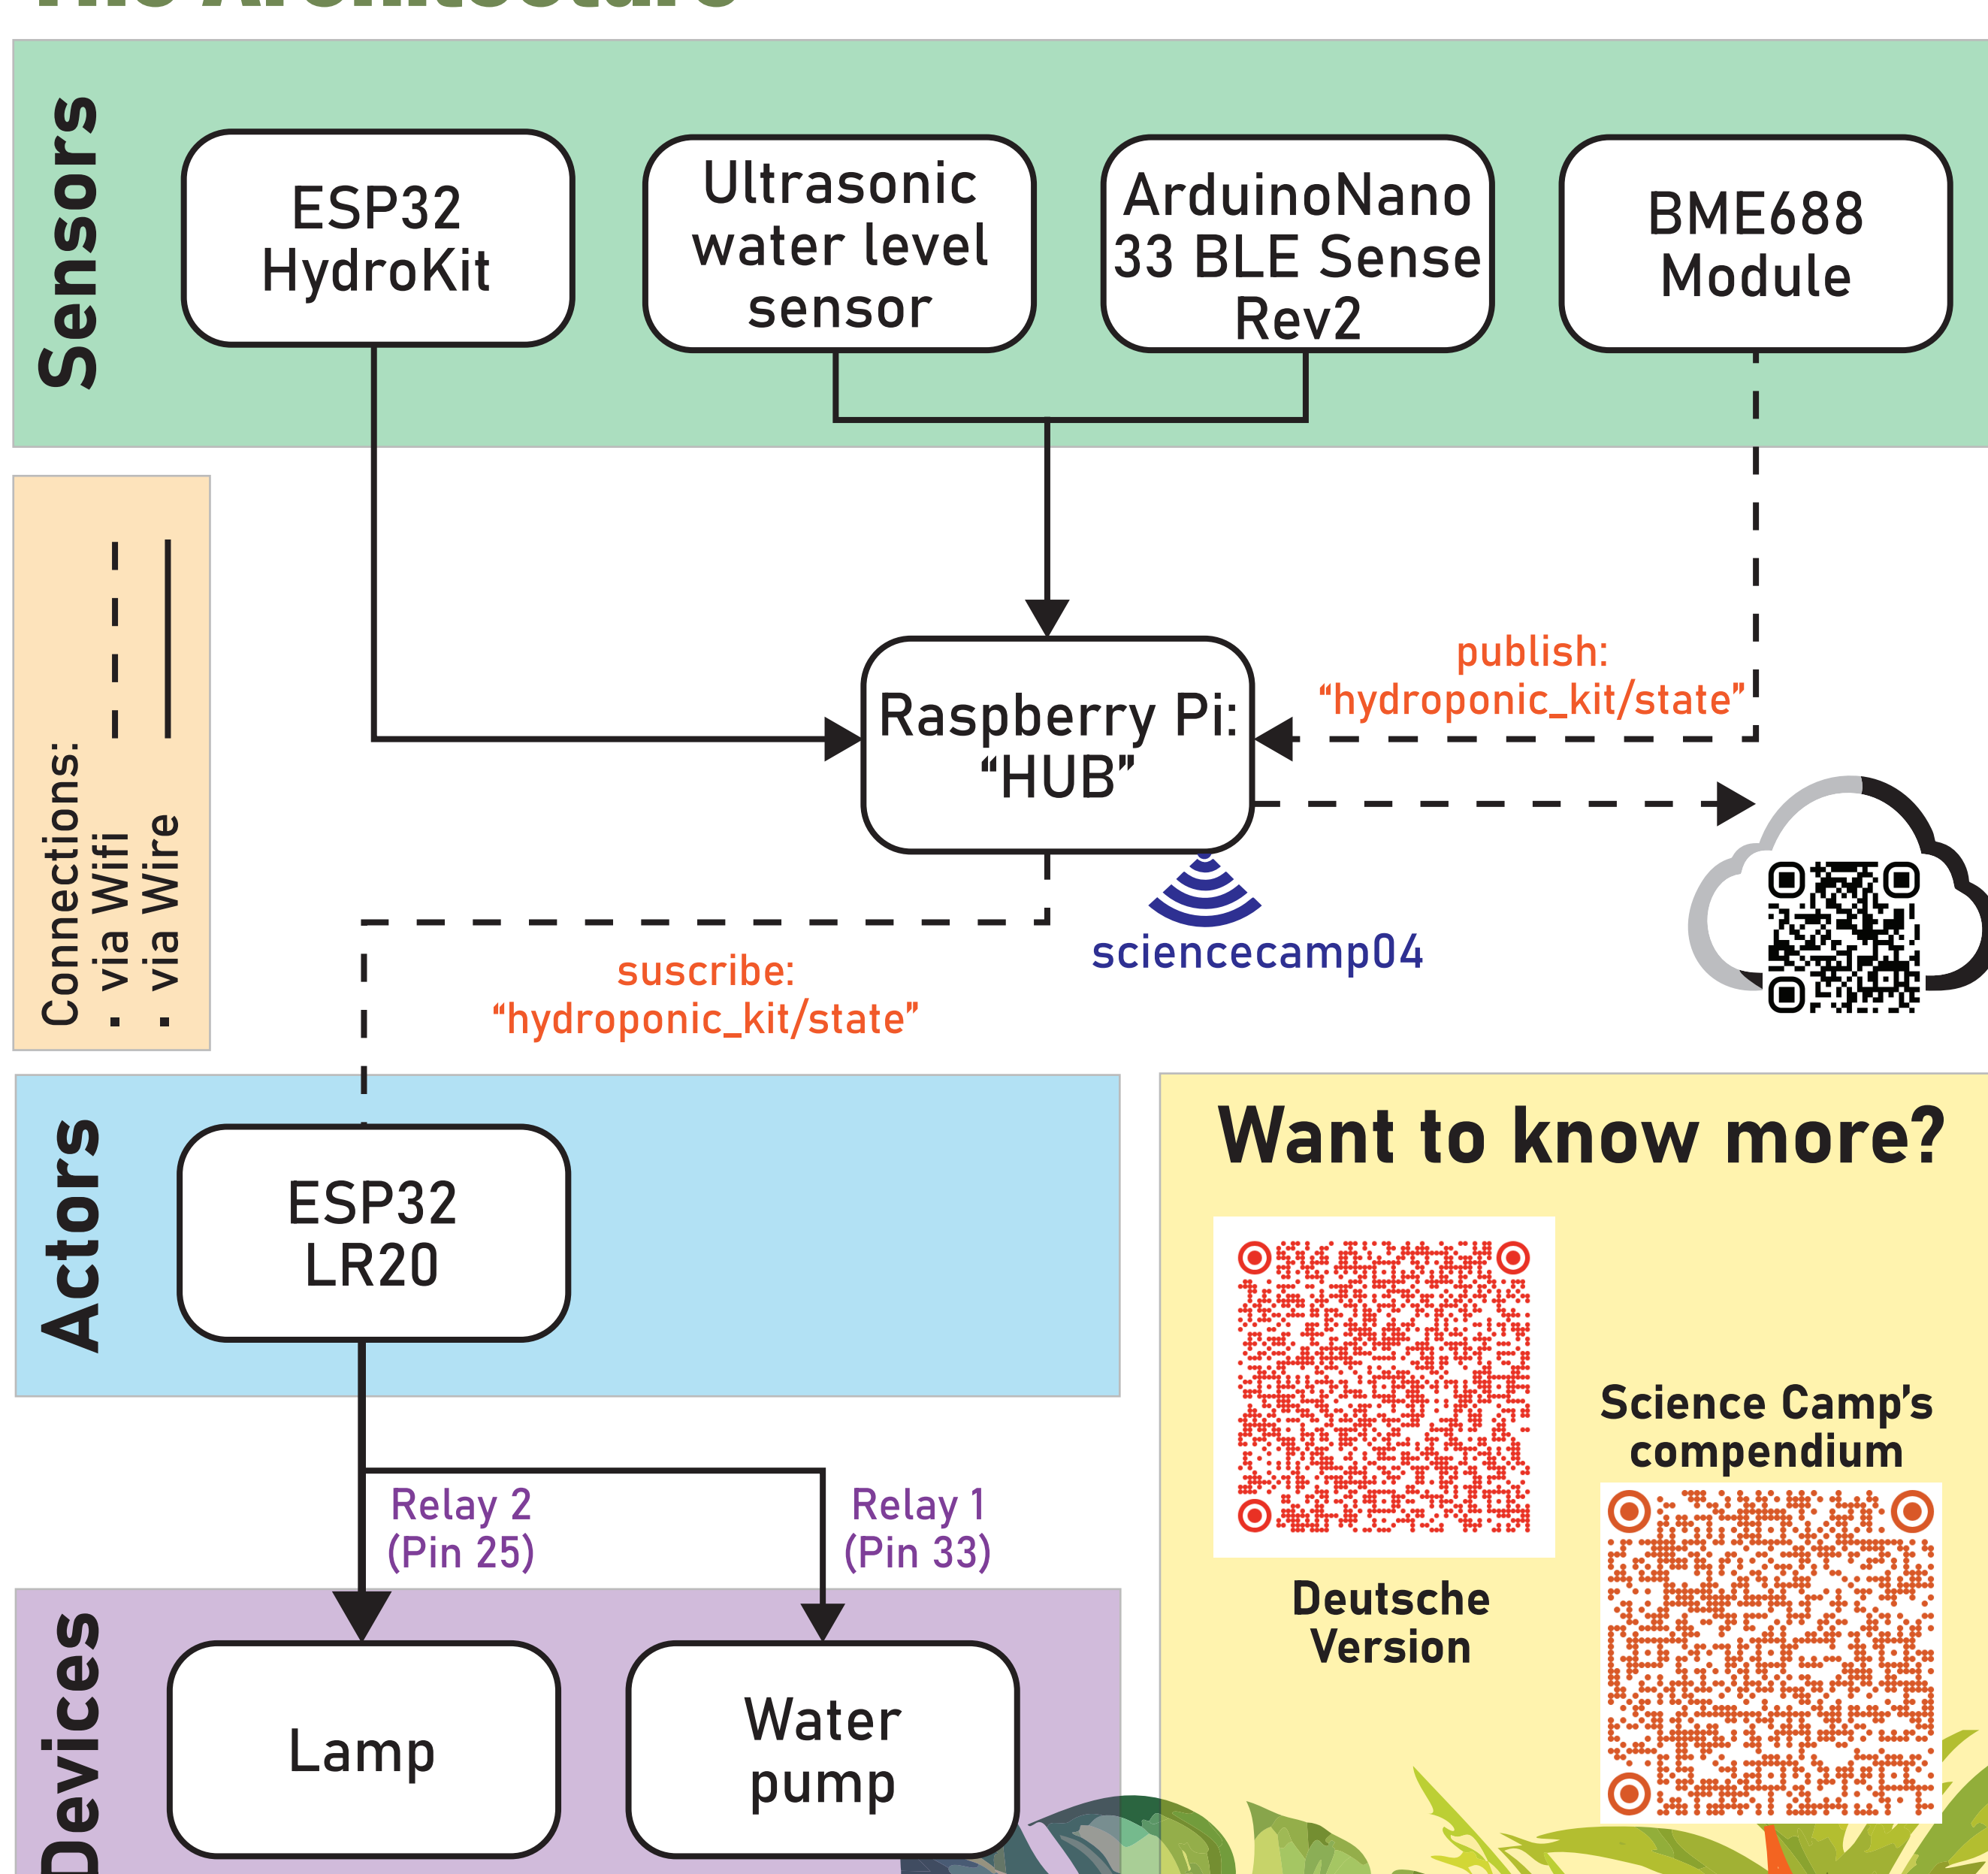 Sensors
ESP32
HydroKit
Ultrasonic
water level
sensor
ArduinoNano
33 BLE Sense
Rev2
BME688
Module
Connections:
· via Wifi
· via Wire
Raspberry Pi:
“HUB”
publish:
“hydroponic_kit/state”
sciencecamp04
suscribe:
“hydroponic_kit/state”
Actors
ESP32
LR20
Relay 2
(Pin 25)
Relay 1
(Pin 33)
Devices
Lamp
Water
pump
Want to know more?
Deutsche
Version
Science Camp’s
compendium